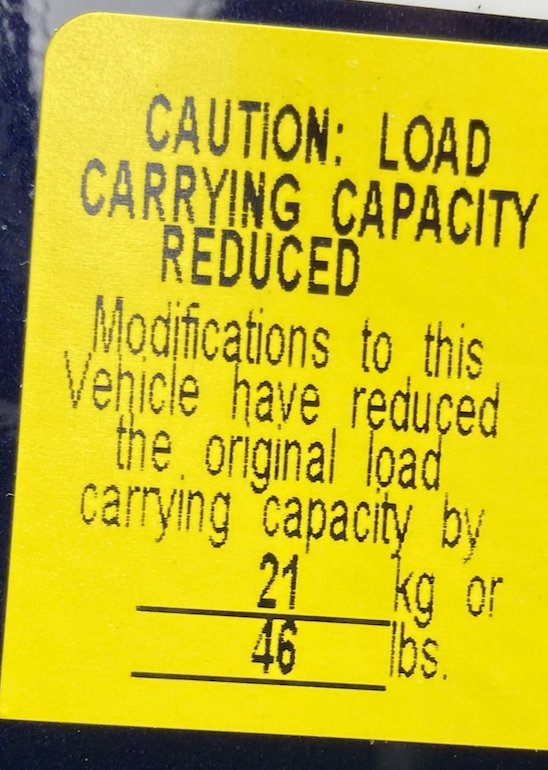 CAUTION: LOAD
CARRYING CAPACITY
REDUCED
Modifications to this
Vehicle have reduced
the original load
carrying capacity by
21 kg or
46 lbs.